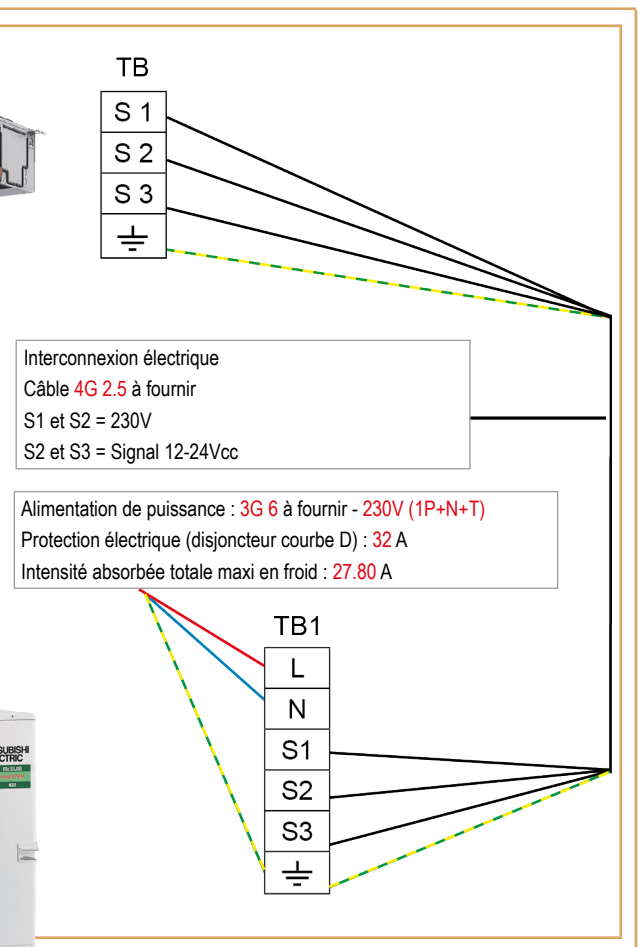 TB
S 1
S 2
S 3
Interconnexion électrique
Câble 4G 2.5 à fournir
S1 et S2 = 230V
S2 et S3 = Signal 12-24Vcc
Alimentation de puissance : 3G 6 à fournir - 230V (1P+N+T)
Protection électrique (disjoncteur courbe D) : 32 A
Intensité absorbée totale maxi en froid : 27.80 A
TB1
L
N
S1
S2
S3